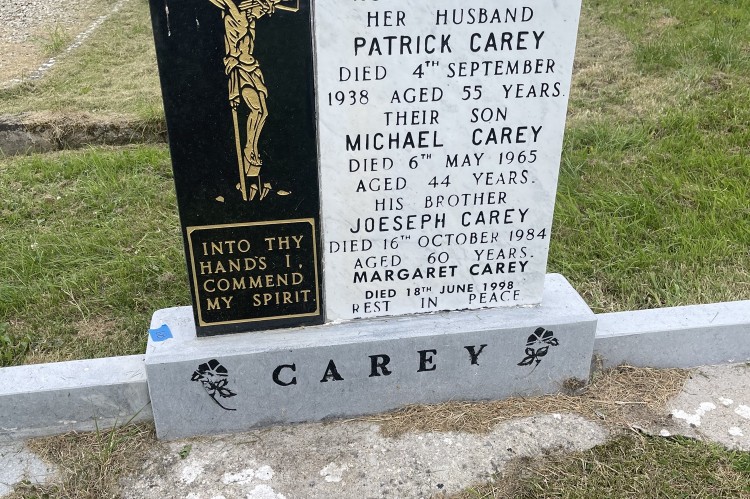 HER HUSBAND
PATRICK CAREY
DIED 4TH SEPTEMBER
1938 AGED 55 YEARS.
THEIR SON
MICHAEL CAREY
DIED 6TH MAY 1965
AGED 44 YEARS.
HIS BROTHER
JOESEPH CAREY
DIED 16TH OCTOBER 1984
AGED 60 YEARS.
MARGARET CAREY
DIED 18TH JUNE 1998
REST IN PEACE
INTO THY
HANDS I,
COMMEND
MY SPIRIT.
CAREY